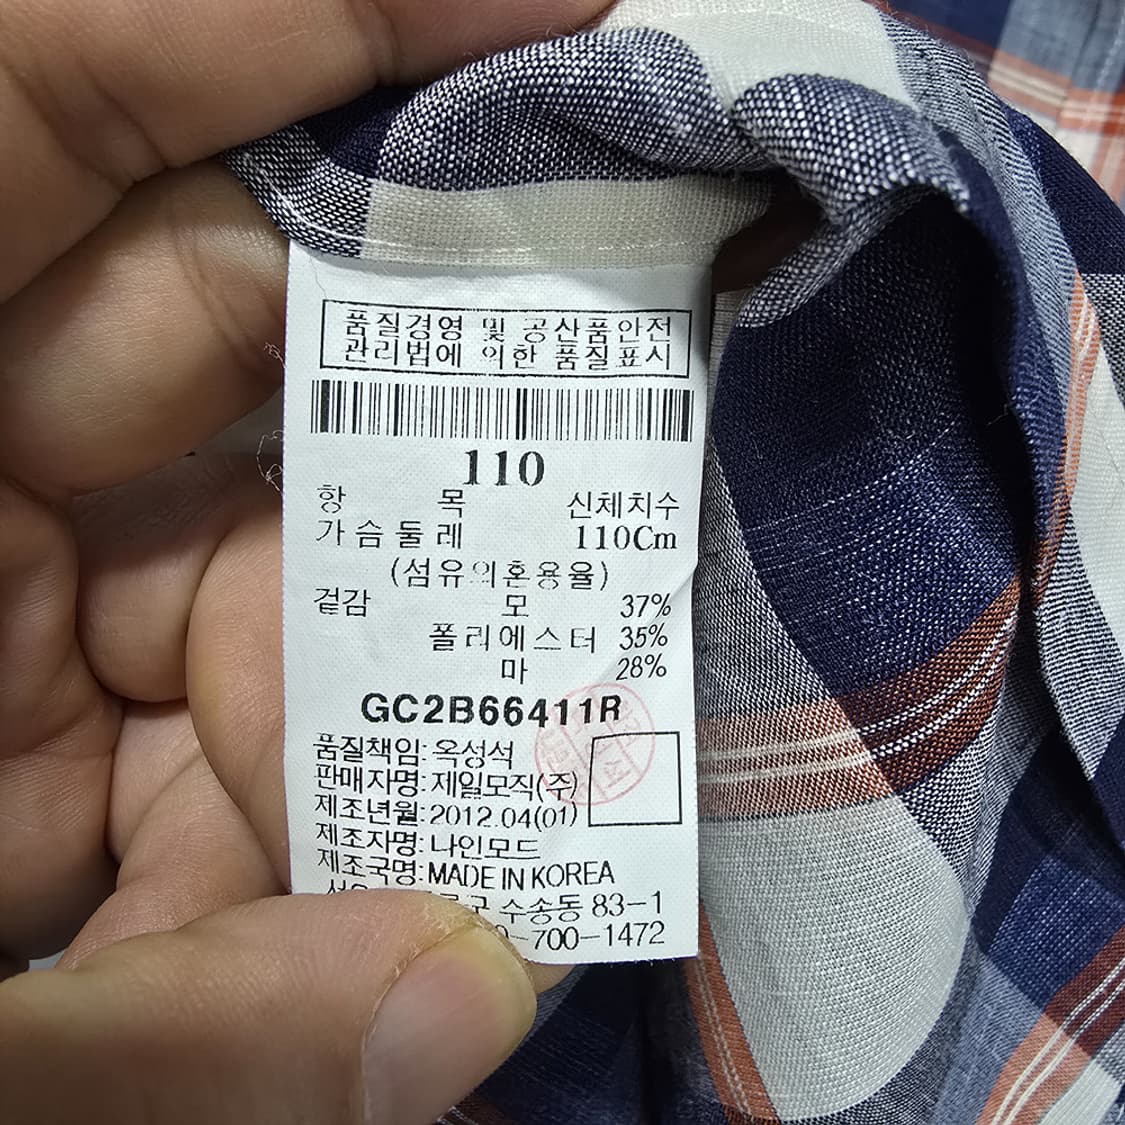 품질경영 및 공산품안전
관리법에 의한 품질표시
110
항 목 신체치수
가슴둘레 110Cm
(섬유의혼용율)
겉감 모 37%
폴리에스터 35%
마 28%
GC2B66411R
품질책임: 옥성석
판매자명: 제일모직(주)
제조년월: 2012.04(01)
제조자명: 나인모드
제조국명: MADE IN KOREA
수송동 83-1
-700-1472